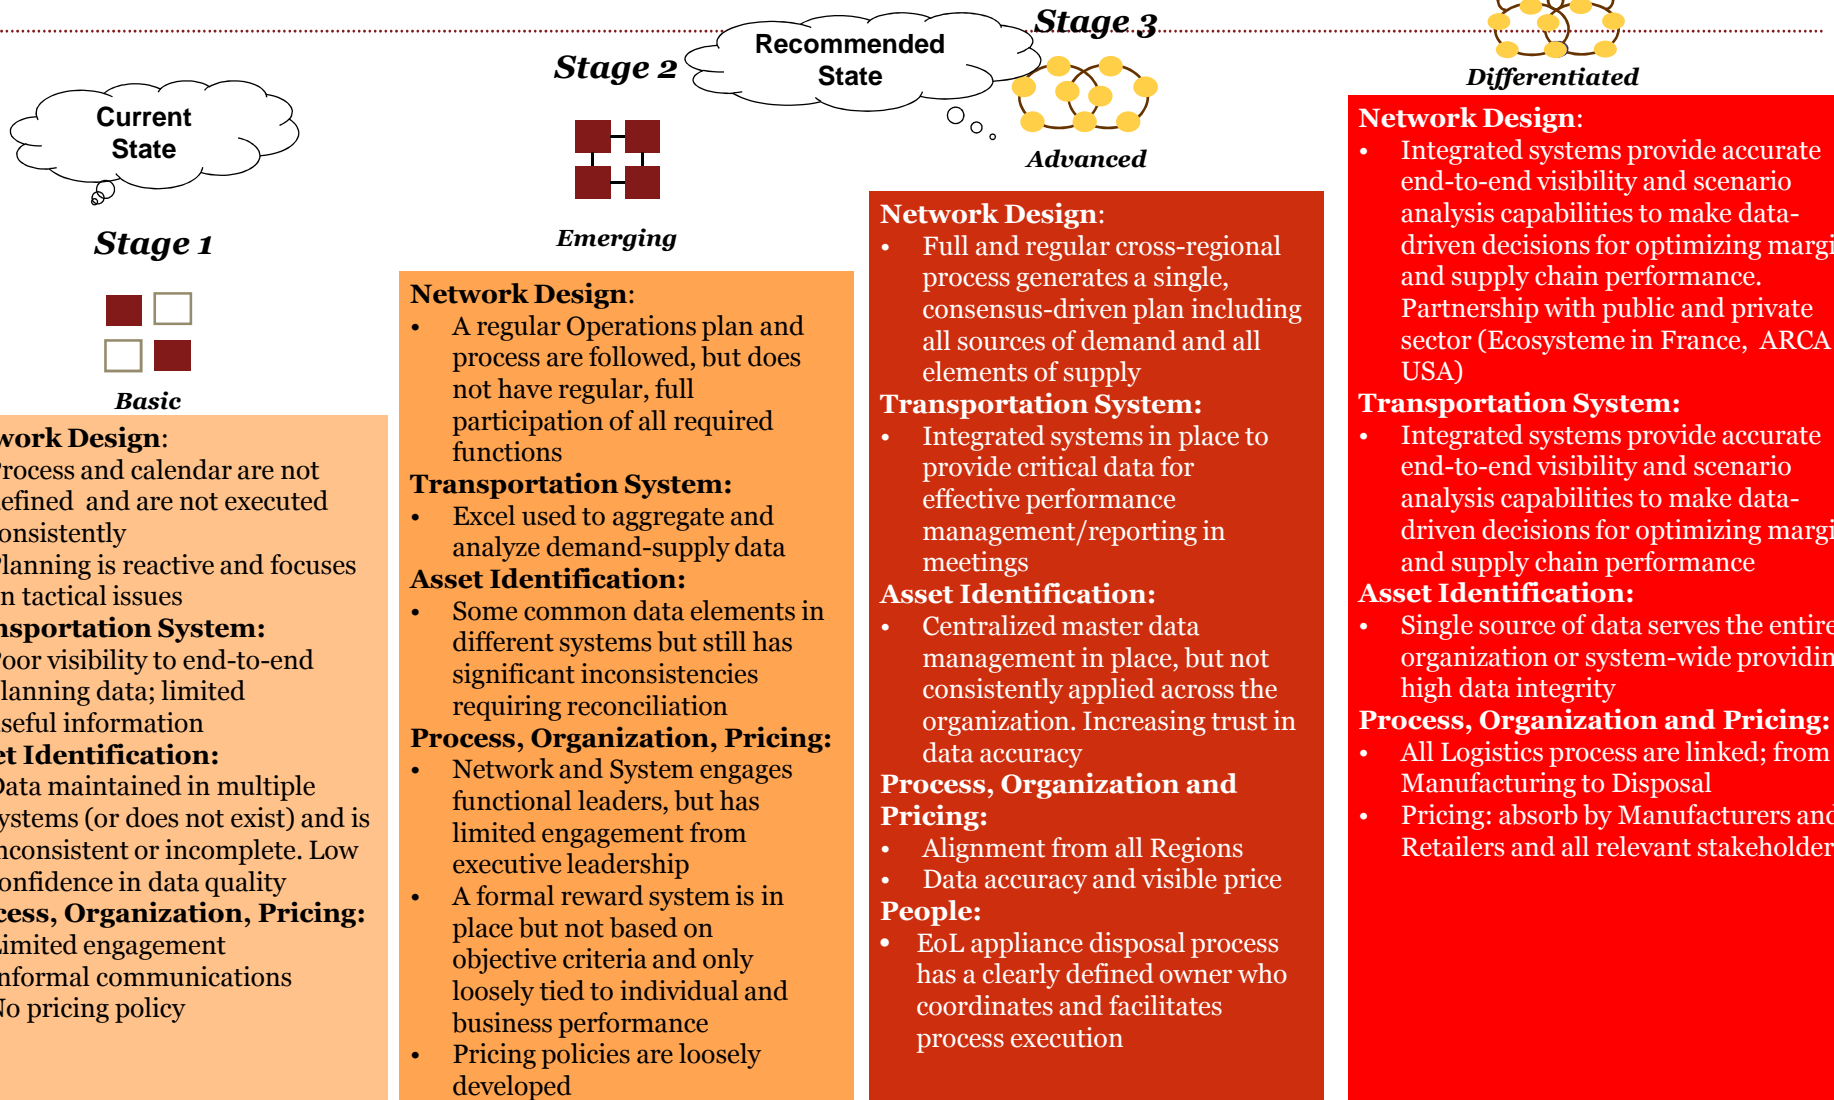 Current
State
Stage 1
Basic
work Design:
Process and calendar are not
defined and are not executed
consistently
Planning is reactive and focuses
on tactical issues
nsportation System:
Poor visibility to end-to-end
planning data; limited
useful information
et Identification:
Data maintained in multiple
systems (or does not exist) and is
inconsistent or incomplete. Low
confidence in data quality
cess, Organization, Pricing:
Limited engagement
Informal communications
No pricing policy
Stage 2
Emerging
Network Design:
• A regular Operations plan and
process are followed, but does
not have regular, full
participation of all required
functions
Transportation System:
• Excel used to aggregate and
analyze demand-supply data
Asset Identification:
• Some common data elements in
different systems but still has
significant inconsistencies
requiring reconciliation
Process, Organization, Pricing:
• Network and System engages
functional leaders, but has
limited engagement from
executive leadership
• A formal reward system is in
place but not based on
objective criteria and only
loosely tied to individual and
business performance
• Pricing policies are loosely
developed
Recommended
State
Stage 3
Advanced
Network Design:
• Full and regular cross-regional
process generates a single,
consensus-driven plan including
all sources of demand and all
elements of supply
Transportation System:
• Integrated systems in place to
provide critical data for
effective performance
management/reporting in
meetings
Asset Identification:
• Centralized master data
management in place, but not
consistently applied across the
organization. Increasing trust in
data accuracy
Process, Organization and
Pricing:
• Alignment from all Regions
• Data accuracy and visible price
People:
• EoL appliance disposal process
has a clearly defined owner who
coordinates and facilitates
process execution
Differentiated
Network Design:
• Integrated systems provide accurate
end-to-end visibility and scenario
analysis capabilities to make data-
driven decisions for optimizing margi
and supply chain performance.
Partnership with public and private
sector (Ecosysteme in France, ARCA
USA)
Transportation System:
• Integrated systems provide accurate
end-to-end visibility and scenario
analysis capabilities to make data-
driven decisions for optimizing margi
and supply chain performance
Asset Identification:
• Single source of data serves the entire
organization or system-wide providin
high data integrity
Process, Organization and Pricing:
• All Logistics process are linked; from
Manufacturing to Disposal
• Pricing: absorb by Manufacturers and
Retailers and all relevant stakeholder